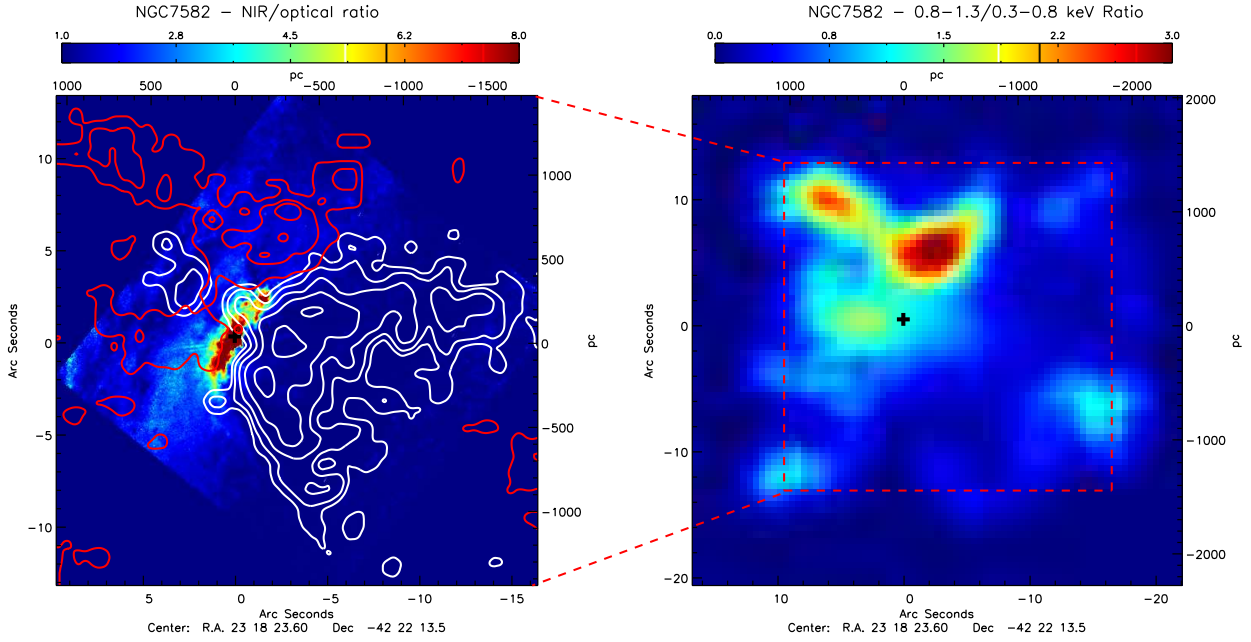 NGC7582 − NIR/optical ratio
1.0 2.8 4.5 6.2 8.0
pc
1000 500 0 −500 −1000 −1500
10
5
0
−5
−10
Arc Seconds
1000
500
0
−500
−1000
pc
5 0 −5 −10 −15
Arc Seconds
Center: R.A. 23 18 23.60 Dec −42 22 13.5
NGC7582 − 0.8−1.3/0.3−0.8 keV Ratio
0.0 0.8 1.5 2.2 3.0
pc
1000 0 −1000 −2000
10
0
−10
−20
Arc Seconds
2000
1000
0
−1000
−2000
pc
10 0 −10 −20
Arc Seconds
Center: R.A. 23 18 23.60 Dec −42 22 13.5